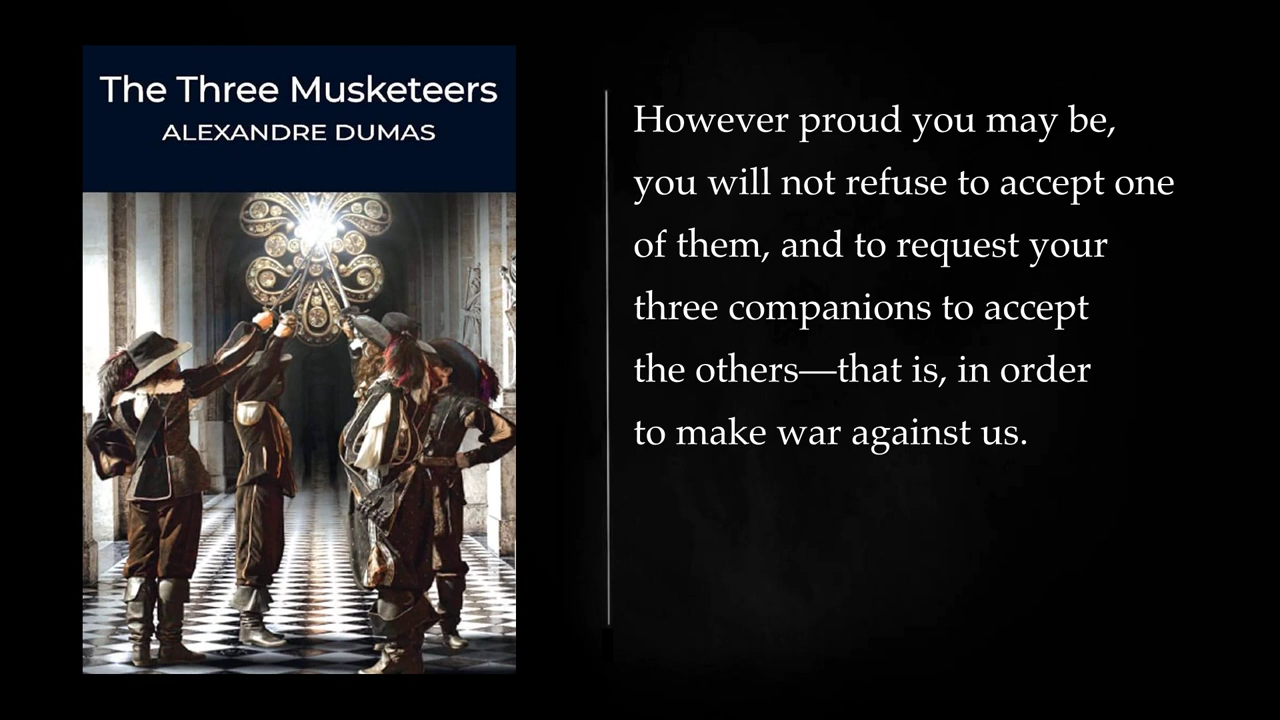 The Three Musketeers
ALEXANDRE DUMAS
However proud you may be,
you will not refuse to accept one
of them, and to request your
three companions to accept
the others—that is, in order
to make war against us.